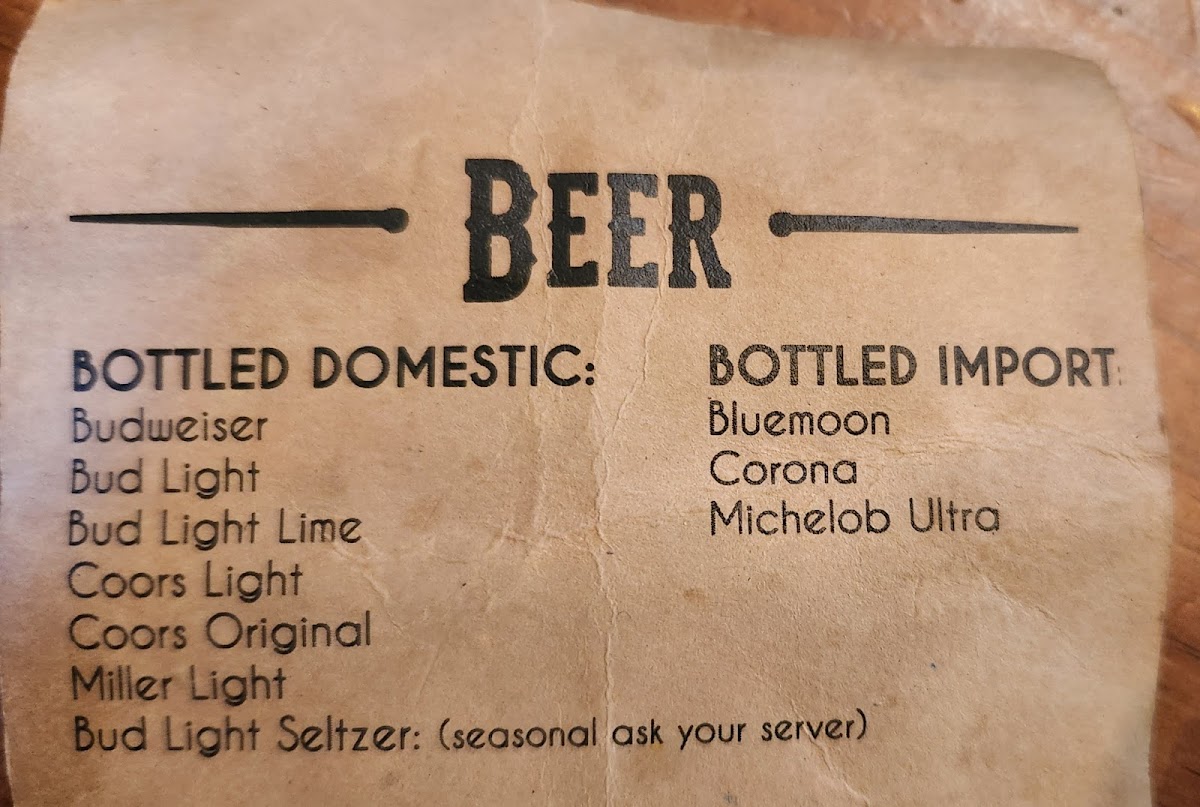 BEER
BOTTLED DOMESTIC:
Budweiser
Bud Light
Bud Light Lime
Coors Light
Coors Original
Miller Light
Bud Light Seltzer: (seasonal ask your server)
BOTTLED IMPORT:
Bluemoon
Corona
Michelob Ultra